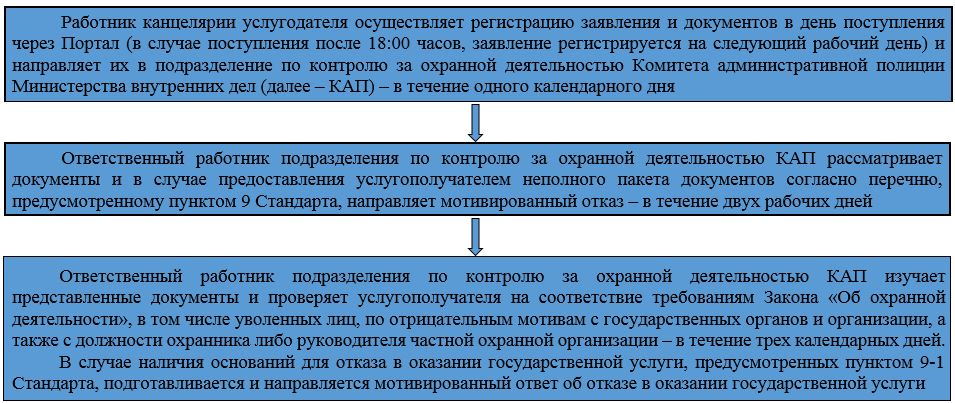 Работник канцелярии услугодателя осуществляет регистрацию заявления и документов в день поступления
через Портал (в случае поступления после 18:00 часов, заявление регистрируется на следующий рабочий день) и
направляет их в подразделение по контролю за охранной деятельностью Комитета административной полиции
Министерства внутренних дел (далее – КАП) – в течение одного календарного дня
Ответственный работник подразделения по контролю за охранной деятельностью КАП рассматривает
документы и в случае предоставления услугополучателем неполного пакета документов согласно перечню,
предусмотренному пунктом 9 Стандарта, направляет мотивированный отказ – в течение двух рабочих дней
Ответственный работник подразделения по контролю за охранной деятельностью КАП изучает
представленные документы и проверяет услугополучателя на соответствие требованиям Закона «Об охранной
деятельности», в том числе уволенных лиц, по отрицательным мотивам с государственных органов и организации, а
также с должности охранника либо руководителя частной охранной организации – в течение трех календарных дней.
В случае наличия оснований для отказа в оказании государственной услуги, предусмотренных пунктом 9-1
Стандарта, подготавливается и направляется мотивированный ответ об отказе в оказании государственной услуги